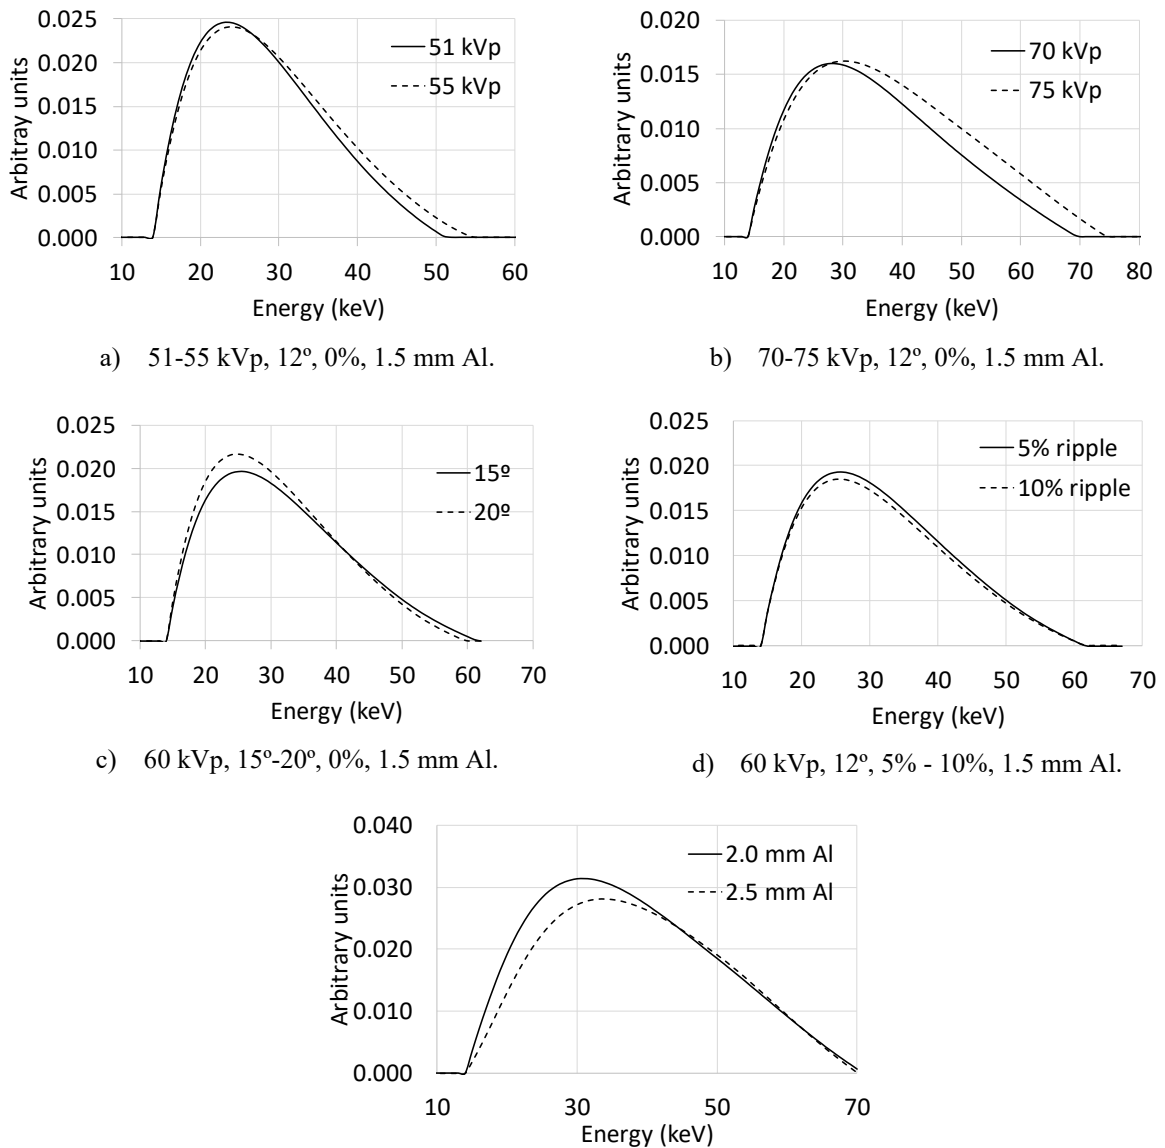 0.025
0.020
0.015
0.010
0.005
0.000
Arbitray units
51 kVp
55 kVp
10 20 30 40 50 60
Energy (keV)
a) 51-55 kVp, 12º, 0%, 1.5 mm Al.
0.025
0.020
0.015
0.010
0.005
0.000
Arbitrary units
70 kVp
75 kVp
10 20 30 40 50 60 70 80
Energy (keV)
b) 70-75 kVp, 12º, 0%, 1.5 mm Al.
0.025
0.020
0.015
0.010
0.005
0.000
Arbitrary units
15º
20º
10 20 30 40 50 60 70
Energy (keV)
c) 60 kVp, 15º-20º, 0%, 1.5 mm Al.
0.025
0.020
0.015
0.010
0.005
0.000
Arbitrary units
5% ripple
10% ripple
10 20 30 40 50 60 70
Energy (keV)
d) 60 kVp, 12º, 5% - 10%, 1.5 mm Al.
0.040
0.030
0.020
0.010
0.000
Arbitrary units
2.0 mm Al
2.5 mm Al
10 30 50 70
Energy (keV)